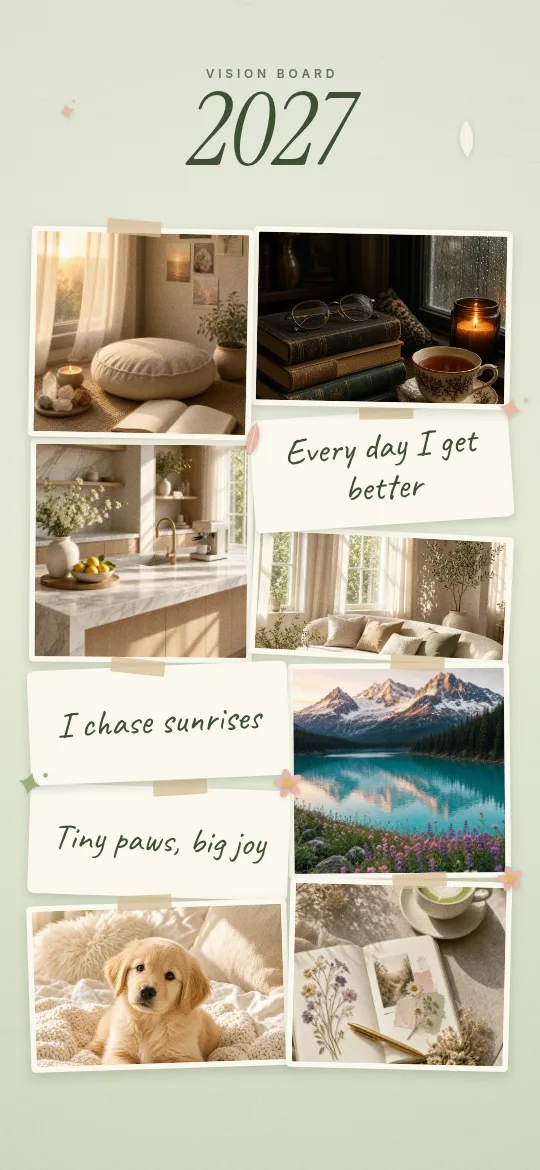 VISION BOARD
2027
Every day I get
better
I chase sunrises
Tiny paws, big joy